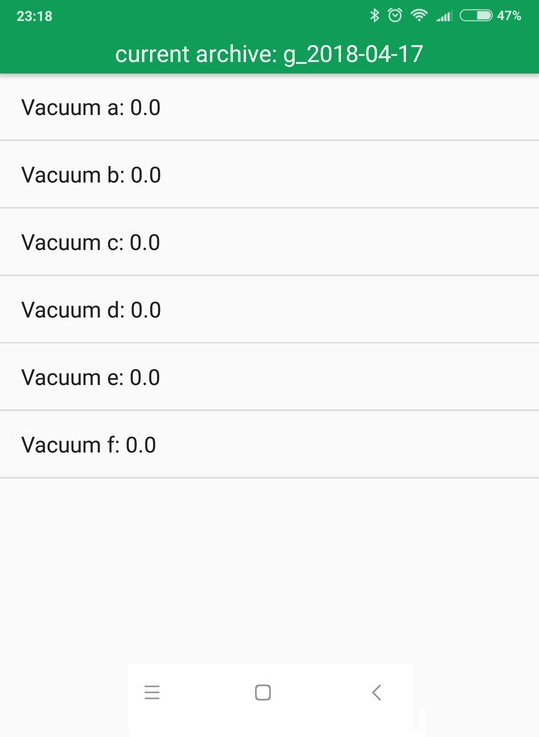 23:18 47%
current archive: g_2018-04-17
Vacuum a: 0.0
Vacuum b: 0.0
Vacuum c: 0.0
Vacuum d: 0.0
Vacuum e: 0.0
Vacuum f: 0.0